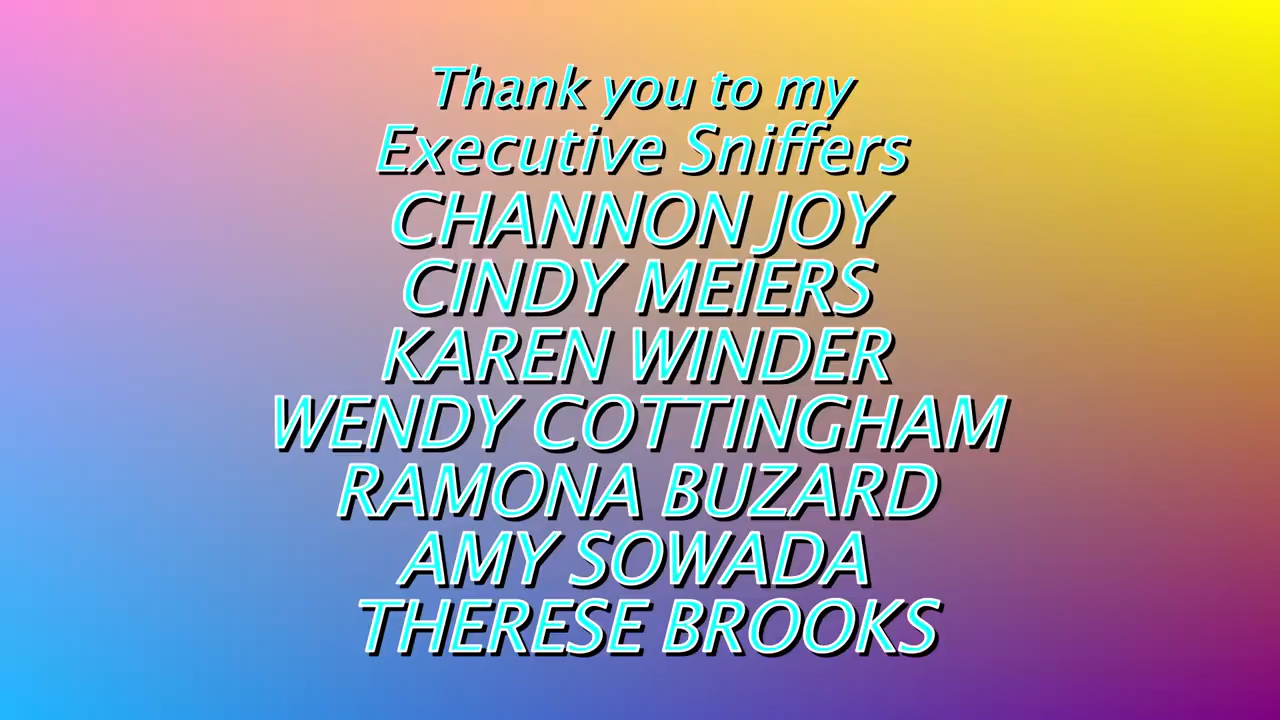 Thank you to my
Executive Sniffers
CHANNON JOY
CINDY MEIERS
KAREN WINDER
WENDY COTTINGHAM
RAMONA BUZARD
AMY SOWADA
THERESE BROOKS